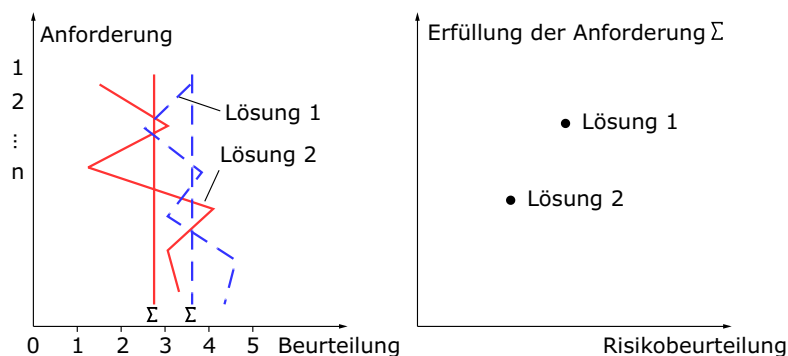 Anforderung
1
2
...
n
Lösung 1
Lösung 2
Σ Σ
0 1 2 3 4 5 Beurteilung
Erfüllung der Anforderung Σ
Lösung 1
Lösung 2
Risikobeurteilung